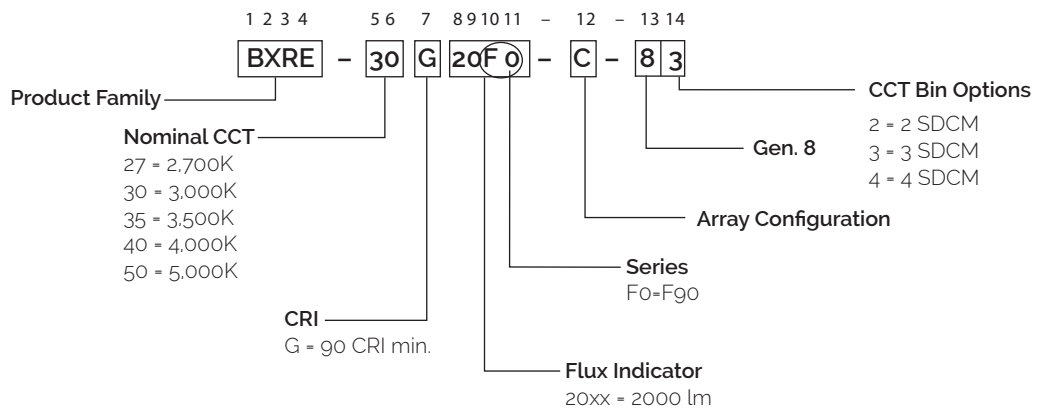 1 2 3 4 5 6 7 8 9 10 11 – 12 – 13 14
BXRE – 30 G 20F0 – C – 8 3
Product Family
Nominal CCT
27 = 2,700K
30 = 3,000K
35 = 3,500K
40 = 4,000K
50 = 5,000K
CRI
G = 90 CRI min.
Flux Indicator
20xx = 2000 lm
Series
F0=F90
Array Configuration
Gen. 8
CCT Bin Options
2 = 2 SDCM
3 = 3 SDCM
4 = 4 SDCM